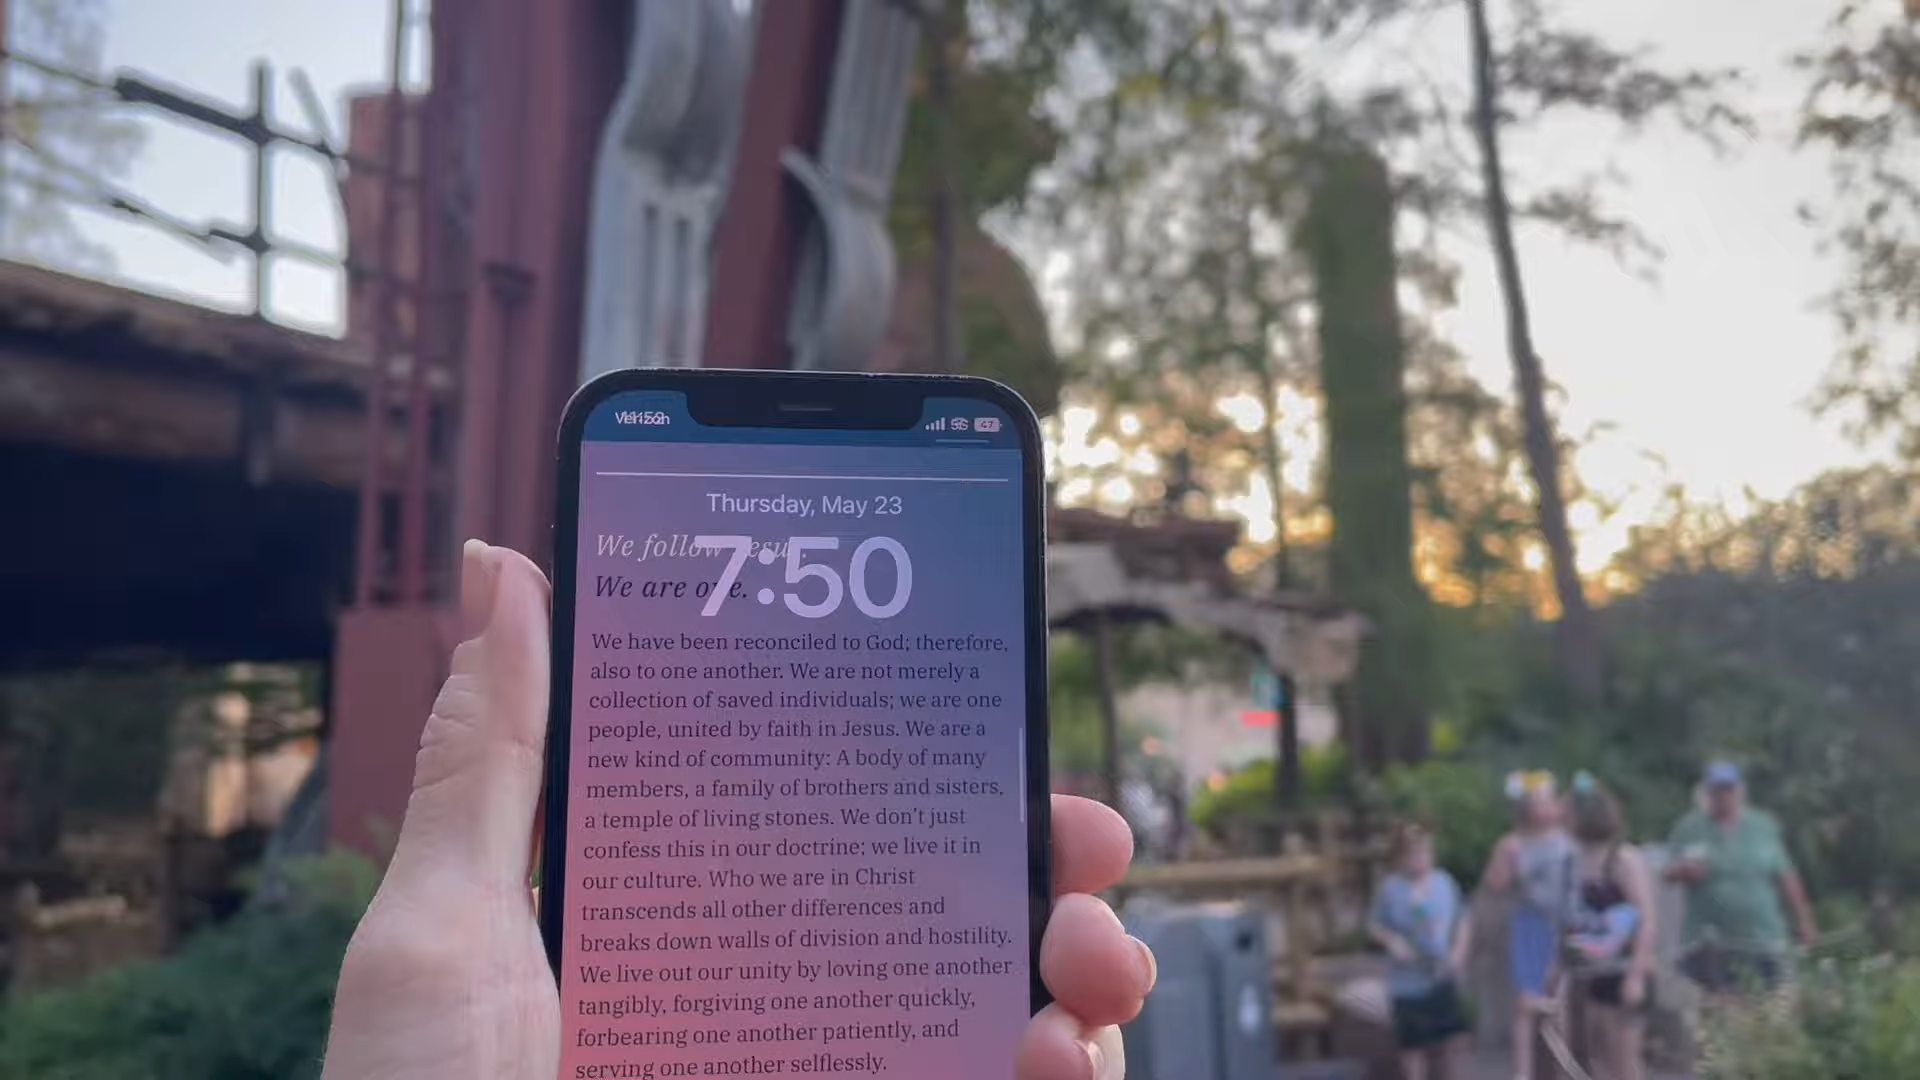 Verizon
47
Thursday, May 23
7:50
We follow
We are one.
We have been reconciled to God; therefore,
also to one another. We are not merely a
collection of saved individuals; we are one
people, united by faith in Jesus. We are a
new kind of community: A body of many
members, a family of brothers and sisters,
a temple of living stones. We don't just
confess this in our doctrine; we live it in
our culture. Who we are in Christ
transcends all other differences and
breaks down walls of division and hostility.
We live out our unity by loving one another
tangibly, forgiving one another quickly,
forbearing one another patiently, and
serving one another selflessly.